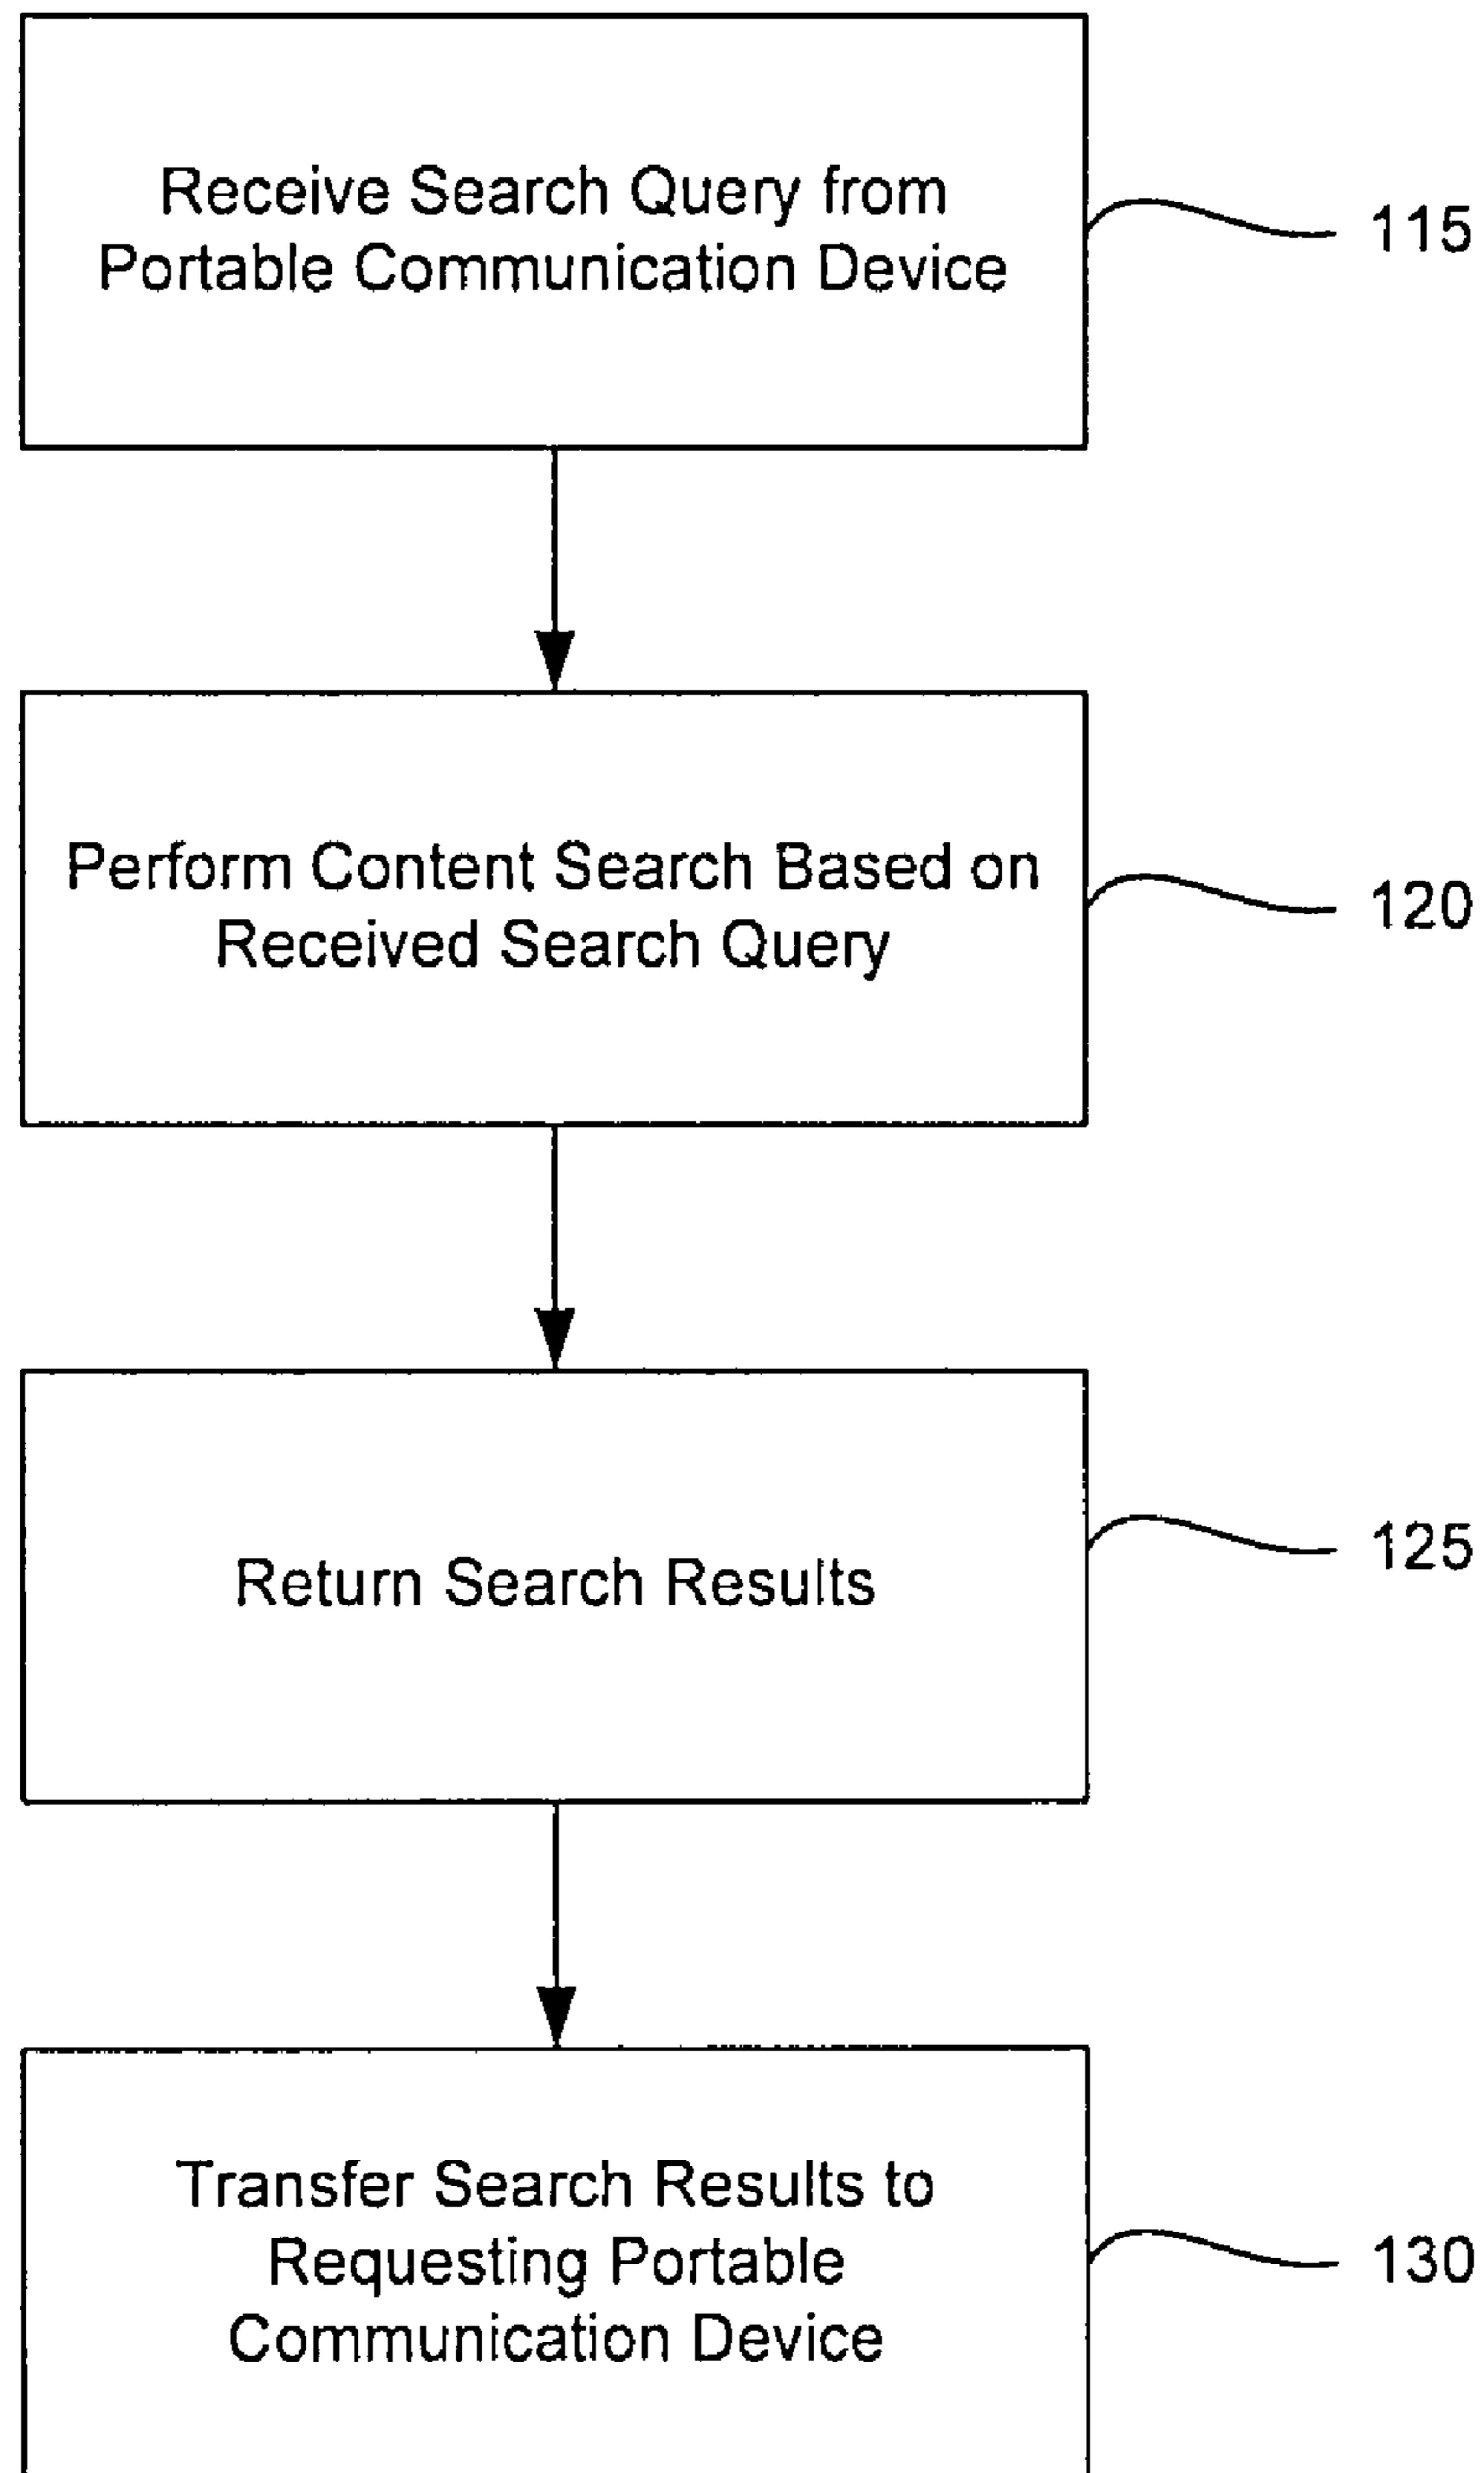 Receive Search Query from
Portable Communication Device
115
Perform Content Search Based on
Received Search Query
120
Return Search Results
125
Transfer Search Results to
Requesting Portable
Communication Device
130